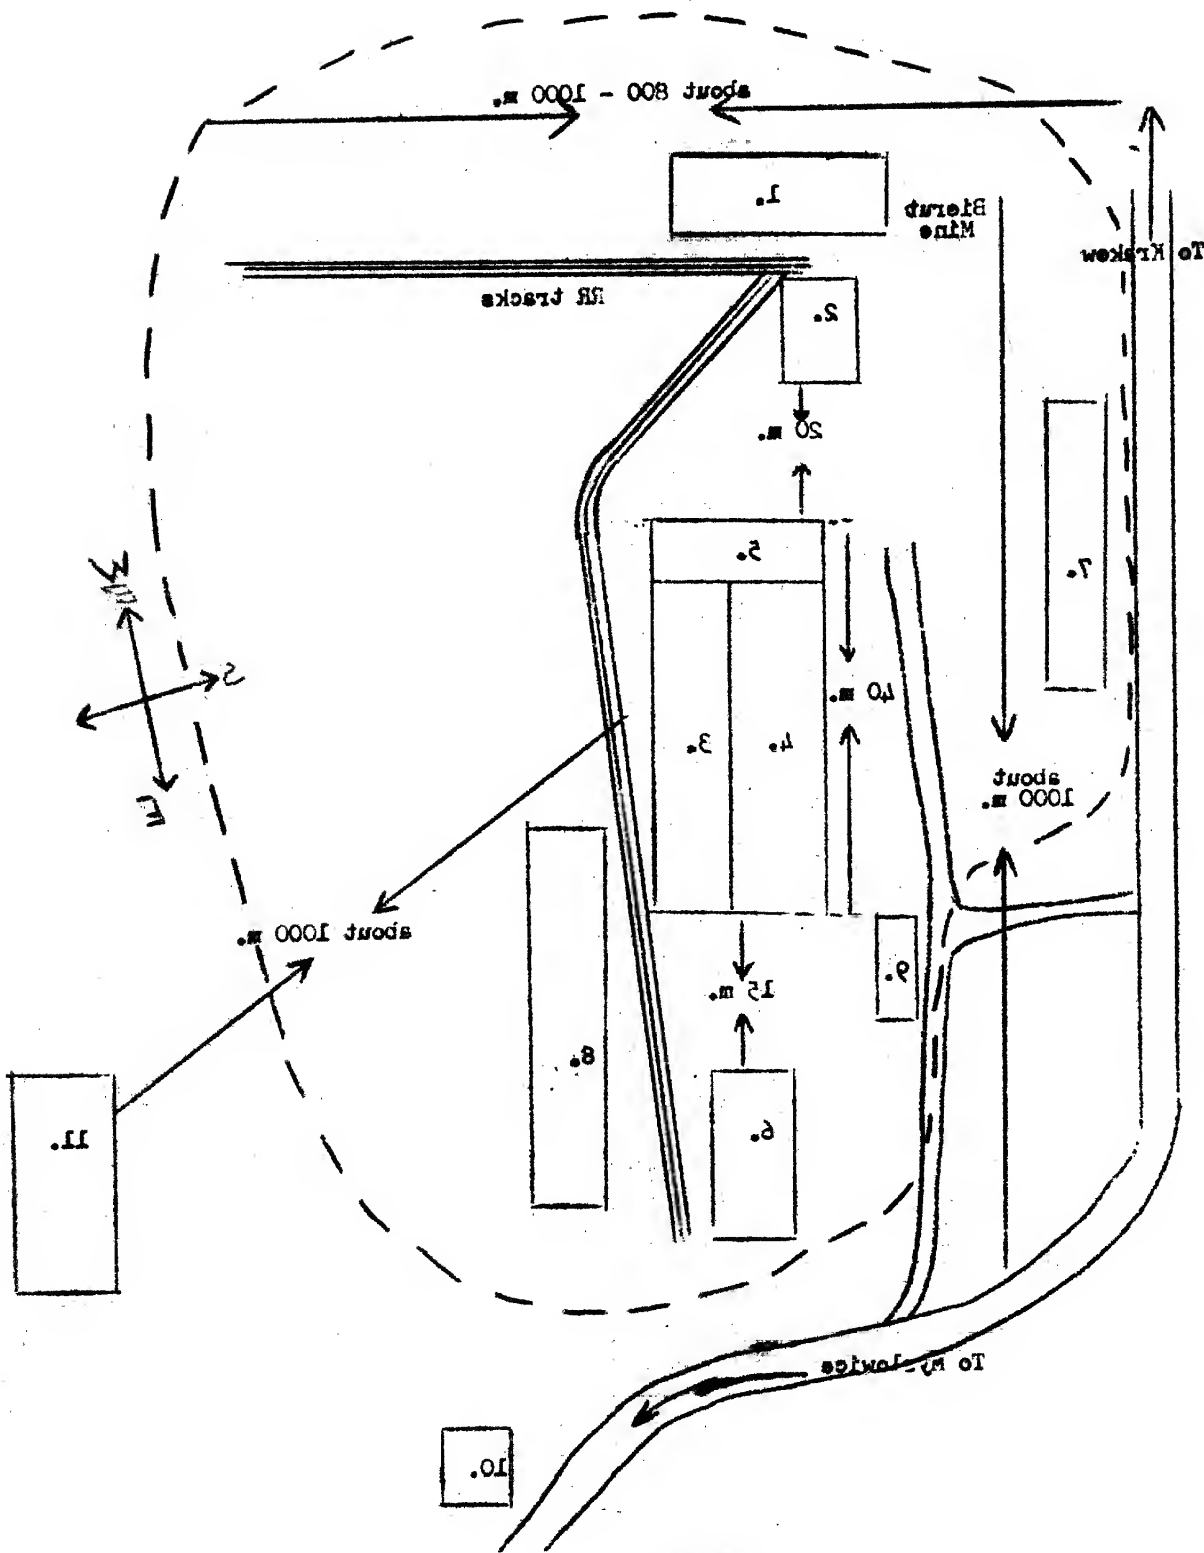 about 800 - 1000 m.
1.
Bierut
Mine
To Krakew
RR tracks
2.
20 m.
5.
7.
S
40 m.
3.
4.
about
1000 m.
E
about 1000 m.
9.
15 m.
8.
6.
11.
To
10.